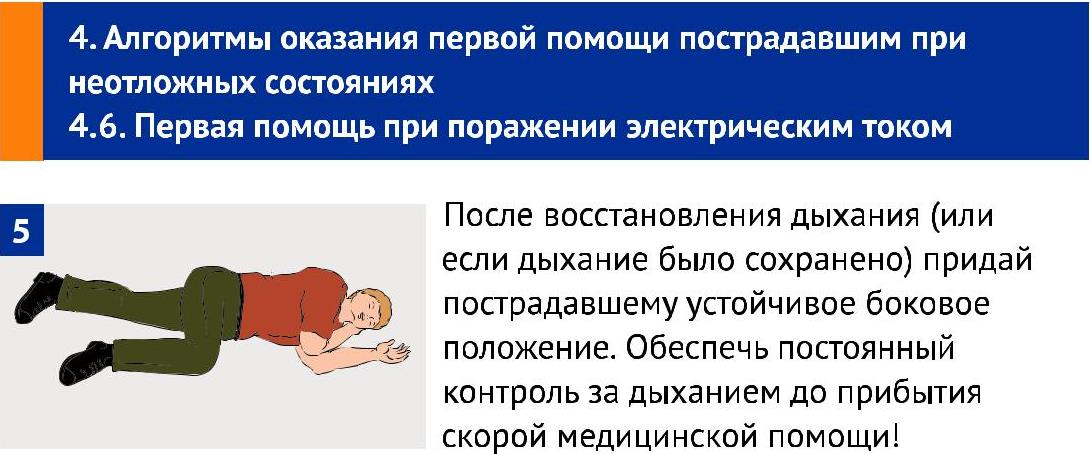 4. Алгоритмы оказания первой помощи пострадавшим при
неотложных состояниях
4.6. Первая помощь при поражении электрическим током
5
После восстановления дыхания (или
если дыхание было сохранено) придай
пострадавшему устойчивое боковое
положение. Обеспечь постоянный
контроль за дыханием до прибытия
скорой медицинской помощи!